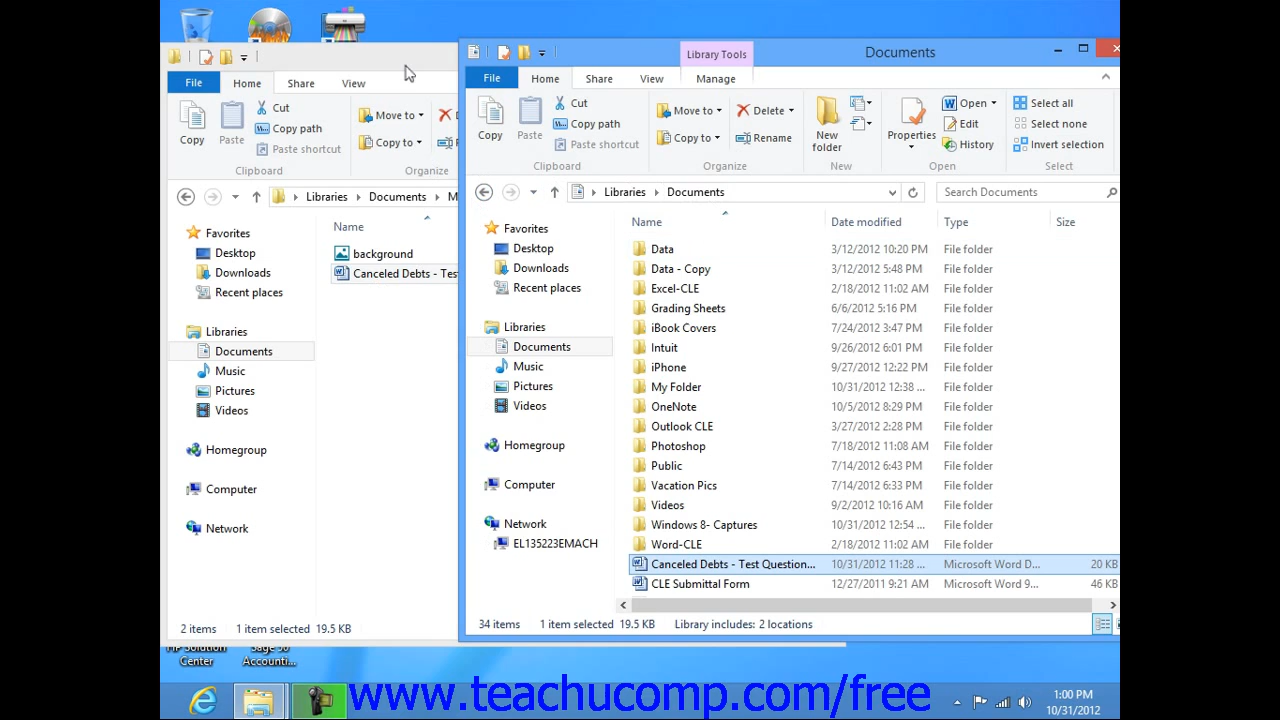 File
Home
Share
View
Copy
Paste
Cut
Copy path
Paste shortcut
Clipboard
Move to
Copy to
Organize
Libraries
Documents
M
Name
Favorites
Desktop
Downloads
Recent places
Libraries
Documents
Music
Pictures
Videos
Homegroup
Computer
Network
background
Canceled Debts - Tes
2 items
1 item selected 19.5 KB
Library Tools
Documents
File
Home
Share
View
Manage
Copy
Paste
Cut
Copy path
Paste shortcut
Clipboard
Move to
Copy to
Delete
Rename
Organize
New folder
New
Properties
Open
Edit
History
Open
Select all
Select none
Invert selection
Select
Libraries
Documents
Search Documents
Favorites
Desktop
Downloads
Recent places
Libraries
Documents
Music
Pictures
Videos
Homegroup
Computer
Network
EL135223EMACH
Name Date modified Type Size
Data 3/12/2012 10:20 PM File folder
Data - Copy 3/12/2012 5:48 PM File folder
Excel-CLE 2/18/2012 11:02 AM File folder
Grading Sheets 6/6/2012 5:16 PM File folder
iBook Covers 7/24/2012 3:47 PM File folder
Intuit 9/26/2012 6:01 PM File folder
iPhone 9/27/2012 12:22 PM File folder
My Folder 10/31/2012 12:38 ... File folder
OneNote 10/5/2012 8:29 PM File folder
Outlook CLE 3/27/2012 2:28 PM File folder
Photoshop 7/18/2012 11:08 AM File folder
Public 7/14/2012 6:43 PM File folder
Vacation Pics 7/14/2012 6:33 PM File folder
Videos 9/2/2012 10:16 AM File folder
Windows 8- Captures 10/31/2012 12:54 ... File folder
Word-CLE 2/18/2012 11:02 AM File folder
Canceled Debts - Test Question... 10/31/2012 11:28 ... Microsoft Word D... 20 KB
CLE Submittal Form 12/27/2011 9:21 AM Microsoft Word 9... 46 KB
34 items
1 item selected 19.5 KB
Library includes: 2 locations
Center
Accounti...
www.teachucomp.com/free
1:00 PM
10/31/2012